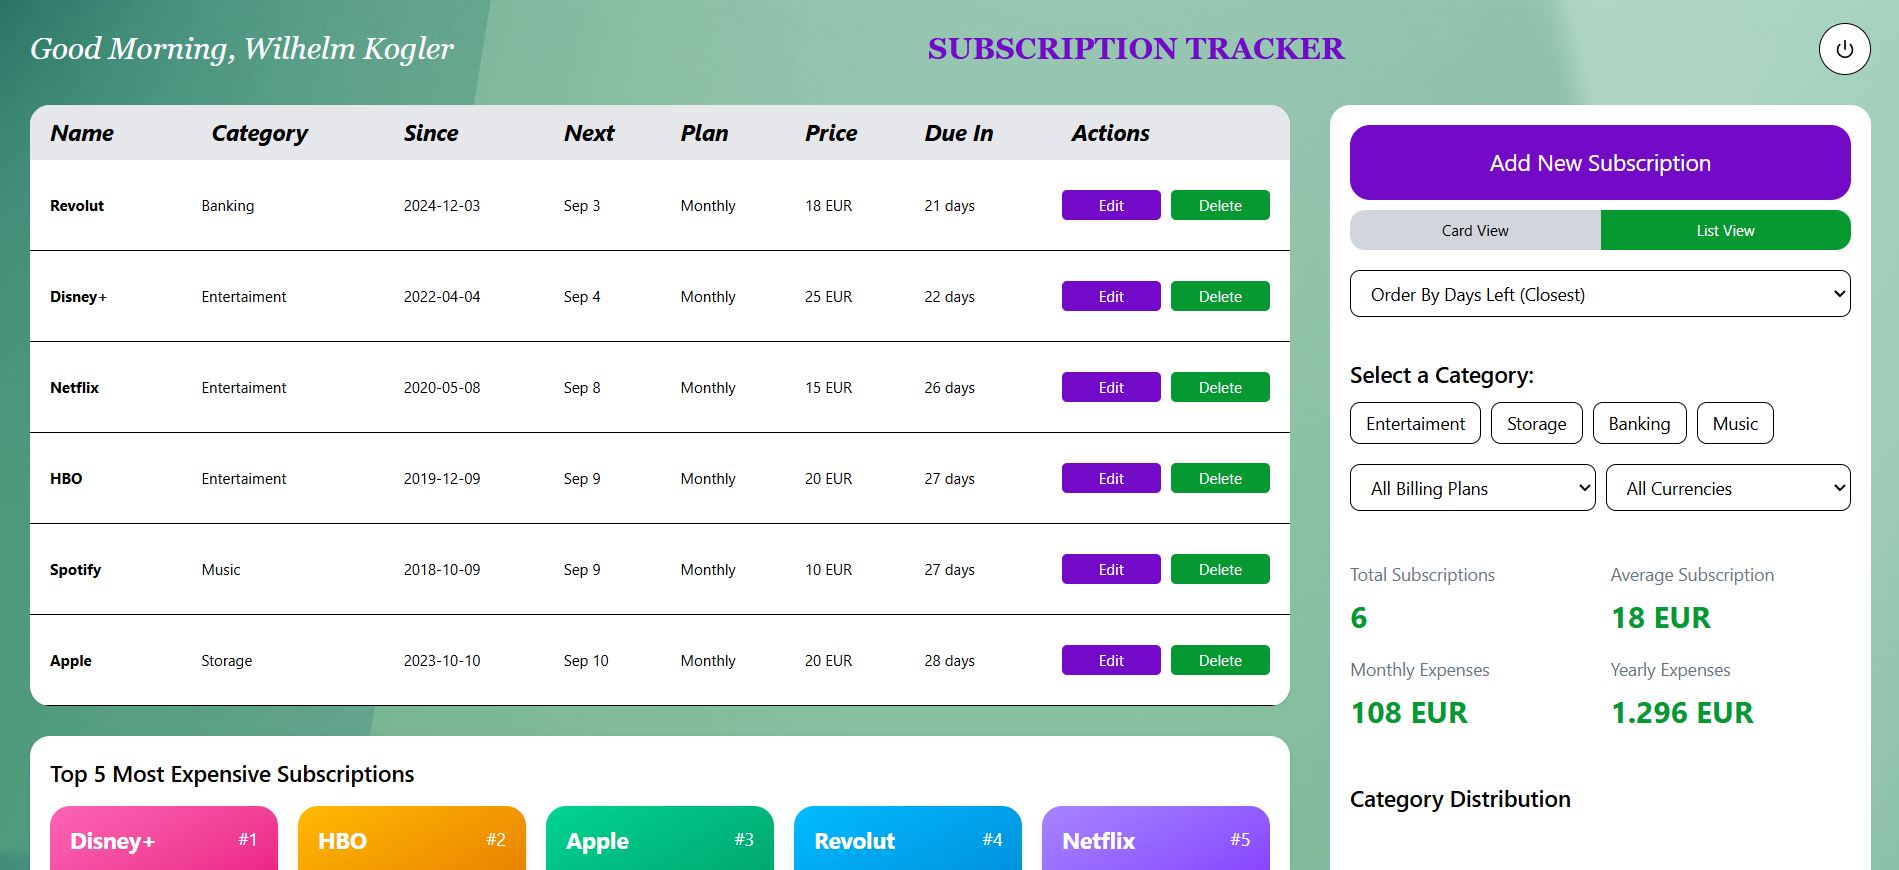 Good Morning, Wilhelm Kogler
SUBSCRIPTION TRACKER
Name Category Since Next Plan Price Due In Actions
Revolut Banking 2024-12-03 Sep 3 Monthly 18 EUR 21 days Edit Delete
Disney+ Entertaiment 2022-04-04 Sep 4 Monthly 25 EUR 22 days Edit Delete
Netflix Entertaiment 2020-05-08 Sep 8 Monthly 15 EUR 26 days Edit Delete
HBO Entertaiment 2019-12-09 Sep 9 Monthly 20 EUR 27 days Edit Delete
Spotify Music 2018-10-09 Sep 9 Monthly 10 EUR 27 days Edit Delete
Apple Storage 2023-10-10 Sep 10 Monthly 20 EUR 28 days Edit Delete
Top 5 Most Expensive Subscriptions
Disney+ #1 HBO #2 Apple #3 Revolut #4 Netflix #5
Add New Subscription
Card View List View
Order By Days Left (Closest)
Select a Category:
Entertaiment Storage Banking Music
All Billing Plans All Currencies
Total Subscriptions Average Subscription
6 18 EUR
Monthly Expenses Yearly Expenses
108 EUR 1.296 EUR
Category Distribution